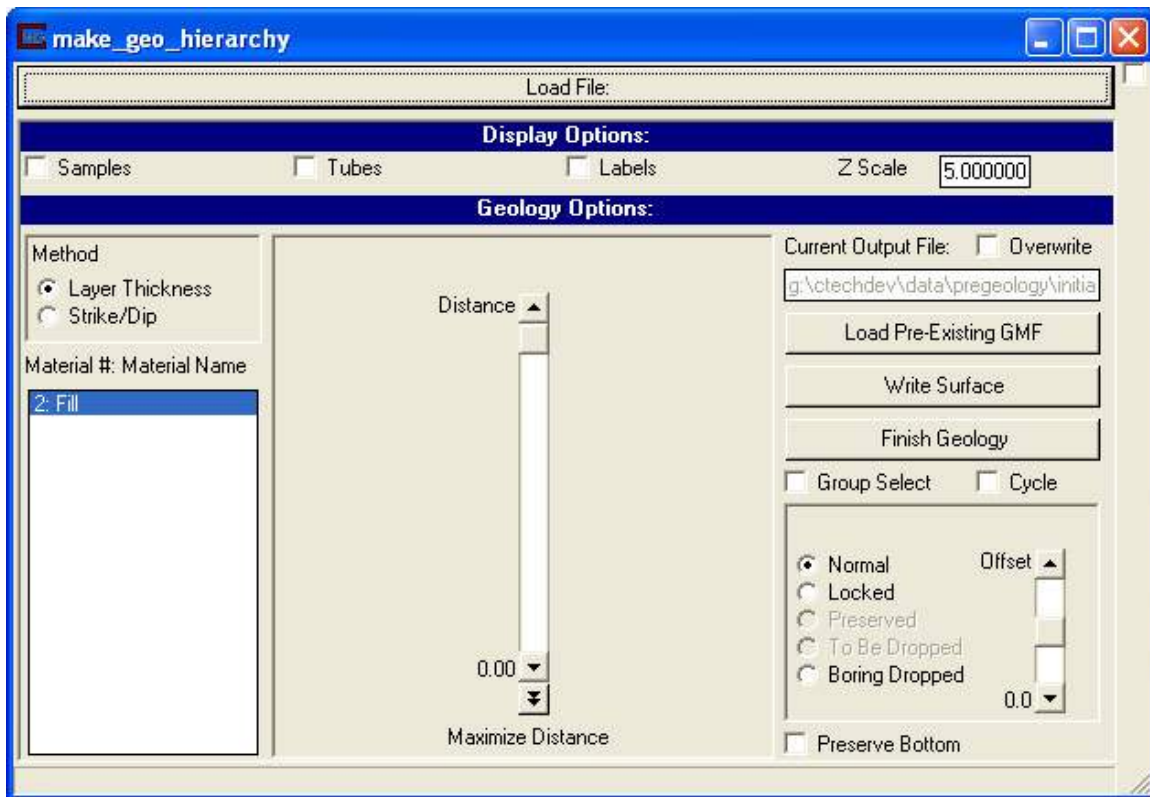 make_geo_hierarchy
Load File:
Display Options:
Samples Tubes Labels Z Scale 5.000000
Geology Options:
Method
Layer Thickness
Strike/Dip
Material #: Material Name
2: Fill
Distance
0.00
Maximize Distance
Current Output File: Overwrite
g:\ctechdev\data\pregeology\initia
Load Pre-Existing GMF
Write Surface
Finish Geology
Group Select Cycle
Normal
Locked
Preserved
To Be Dropped
Boring Dropped
Offset
0.0
Preserve Bottom